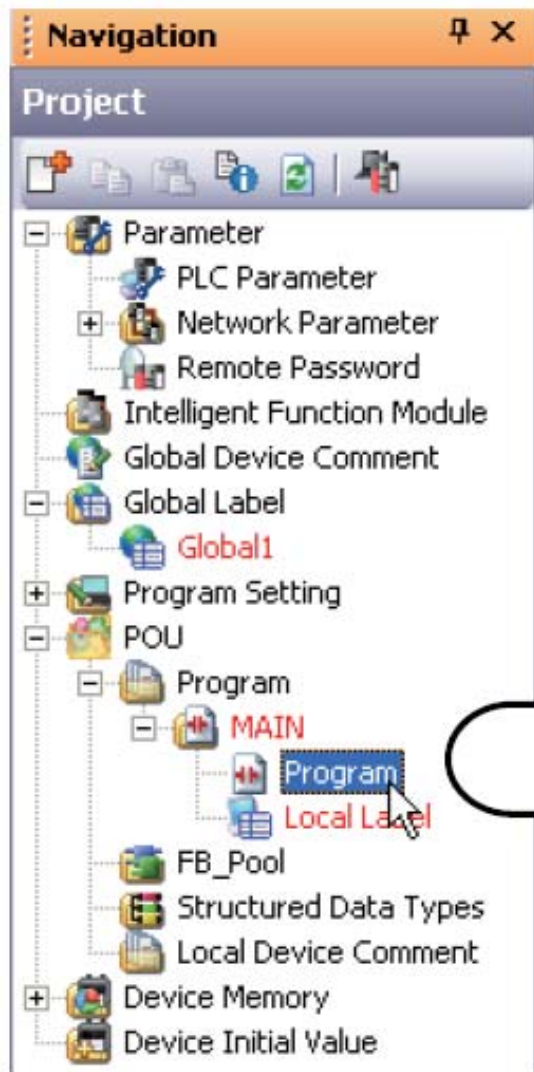 Navigation
Project
Parameter
PLC Parameter
Network Parameter
Remote Password
Intelligent Function Module
Global Device Comment
Global Label
Global1
Program Setting
POU
Program
MAIN
Program
Local Label
FB_Pool
Structured Data Types
Local Device Comment
Device Memory
Device Initial Value